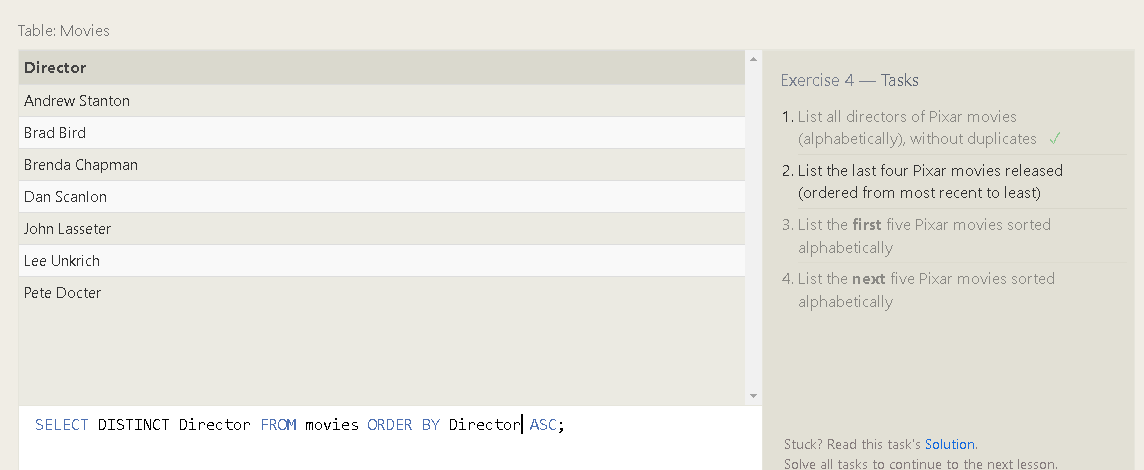 Table: Movies
Director
Andrew Stanton
Brad Bird
Brenda Chapman
Dan Scanlon
John Lasseter
Lee Unkrich
Pete Docter
SELECT DISTINCT Director FROM movies ORDER BY Director ASC;
Exercise 4 — Tasks
1. List all directors of Pixar movies
(alphabetically), without duplicates ✓
2. List the last four Pixar movies released
(ordered from most recent to least)
3. List the first five Pixar movies sorted
alphabetically
4. List the next five Pixar movies sorted
alphabetically
Stuck? Read this task's Solution.
Solve all tasks to continue to the next lesson.